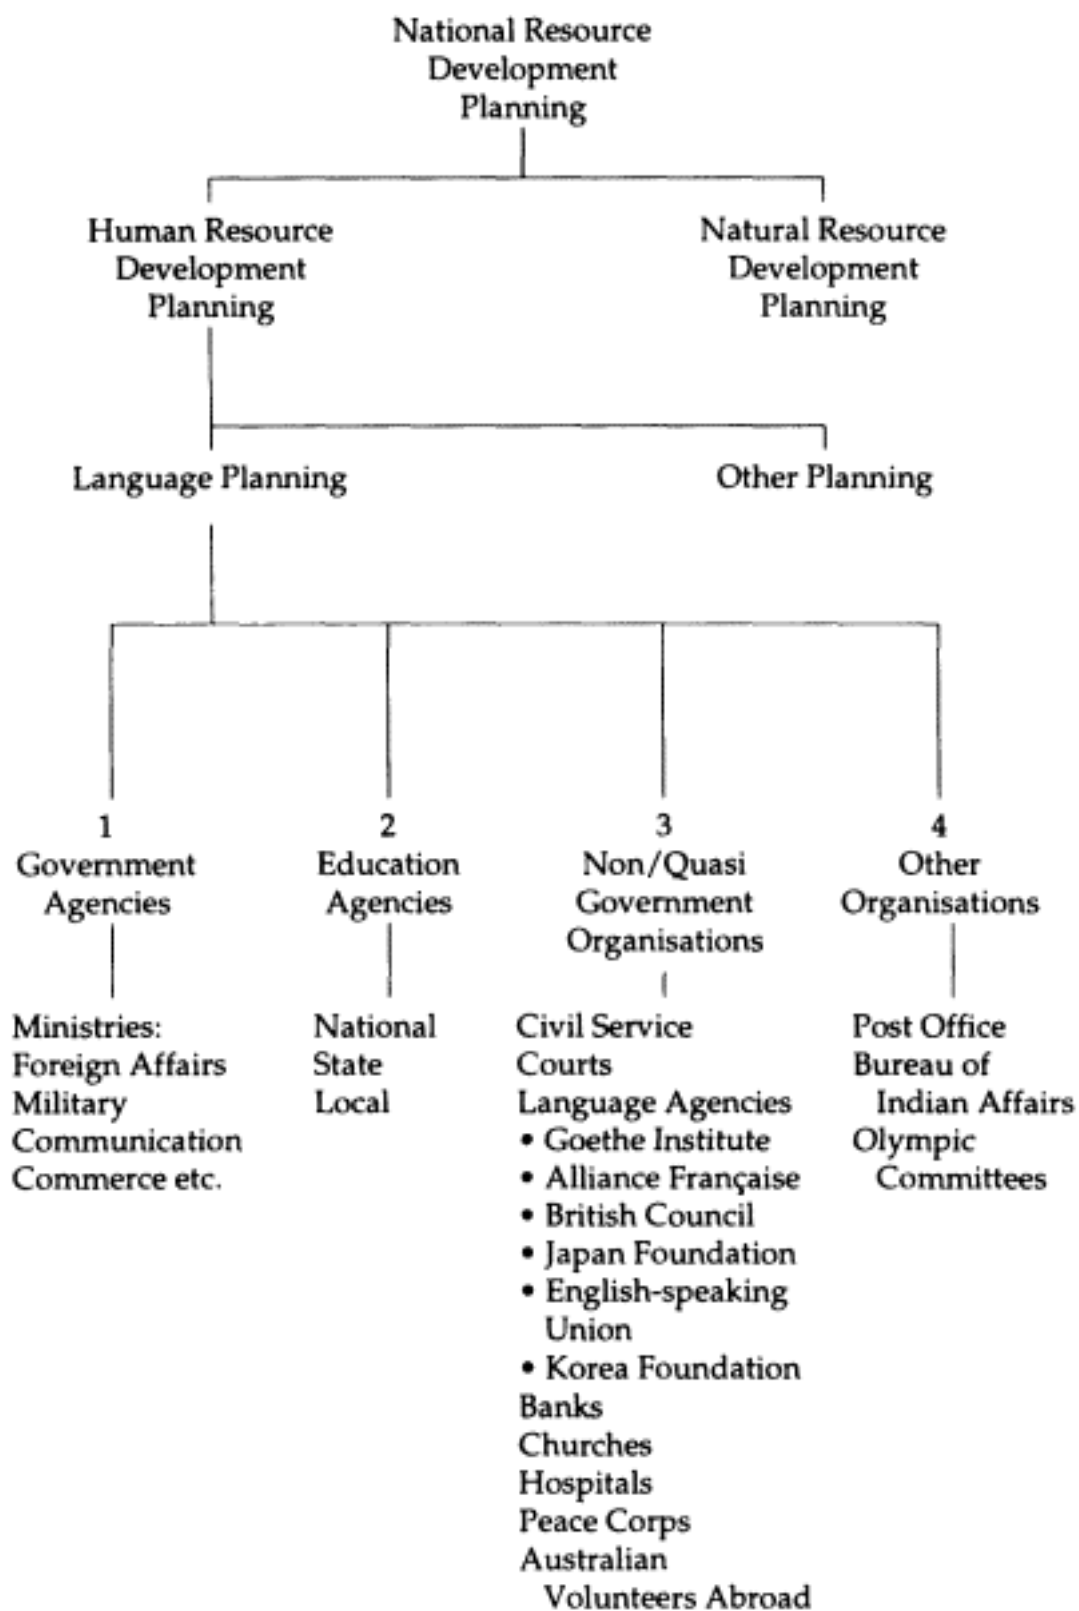 National Resource
Development
Planning
Human Resource
Development
Planning
Natural Resource
Development
Planning
Language Planning
Other Planning
1
Government
Agencies
Ministries:
Foreign Affairs
Military
Communication
Commerce etc.
2
Education
Agencies
National
State
Local
3
Non/Quasi
Government
Organisations
Civil Service
Courts
Language Agencies
• Goethe Institute
• Alliance Française
• British Council
• Japan Foundation
• English-speaking
Union
• Korea Foundation
Banks
Churches
Hospitals
Peace Corps
Australian
Volunteers Abroad
4
Other
Organisations
Post Office
Bureau of
Indian Affairs
Olympic
Committees